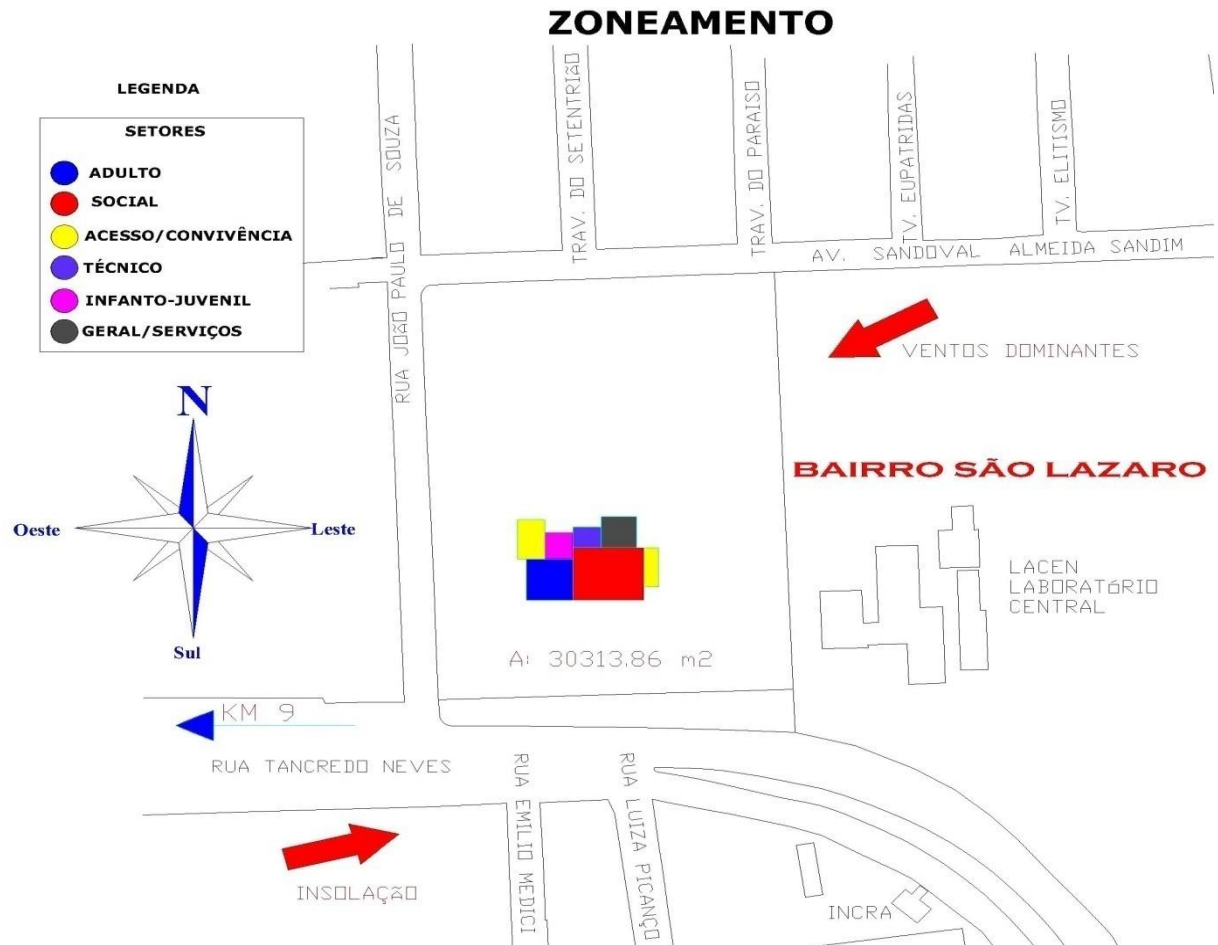 ZONEAMENTO
LEGENDA
SETORES
ADULTO
SOCIAL
ACESSO/CONVIVÊNCIA
TÉCNICO
INFANTO-JUVENIL
GERAL/SERVIÇOS
RUA JOÃO PAULO DE SOUZA
TRAV. DO SETENTRIÃO
TRAV. DO PARAISO
TV. EUPATRIDAS
TV. ELITISMO
AV. SANDOVAL ALMEIDA SANDIM
VENTOS DOMINANTES
N
Oeste
Leste
Sul
BAIRRO SÃO LAZARO
LACEN
LABORATóRIO
CENTRAL
A: 30313.86 m2
KM 9
RUA TANCREDO NEVES
RUA EMILIO MEDICI
RUA LUIZA PICANÇO
INSOLAÇÃO
INCRA